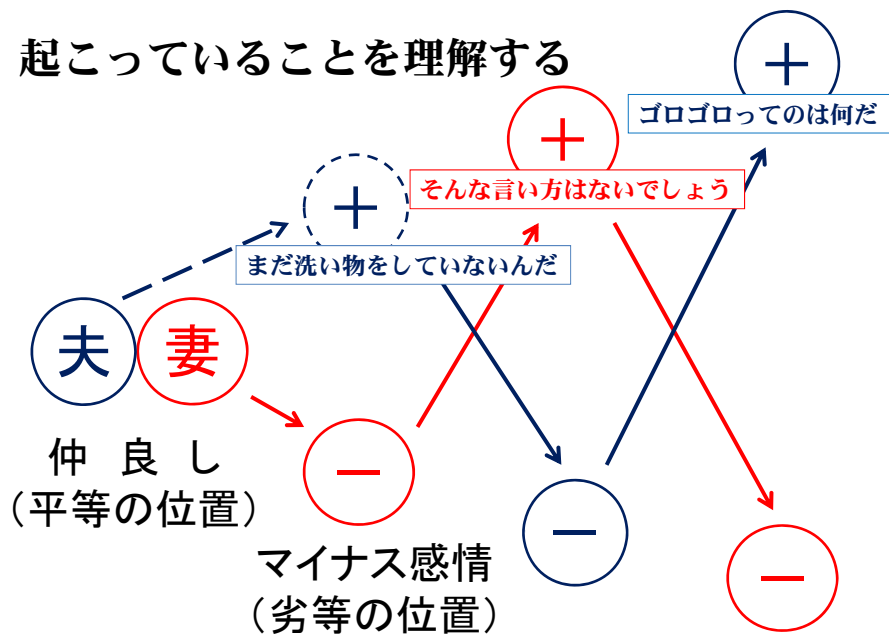 起こっていることを理解する
＋
ゴロゴロってのは何だ
＋
そんな言い方はないでしょう
＋
まだ洗い物をしていないんだ
夫 妻
仲 良 し
（平等の位置）
－
マイナス感情
（劣等の位置）
－
－